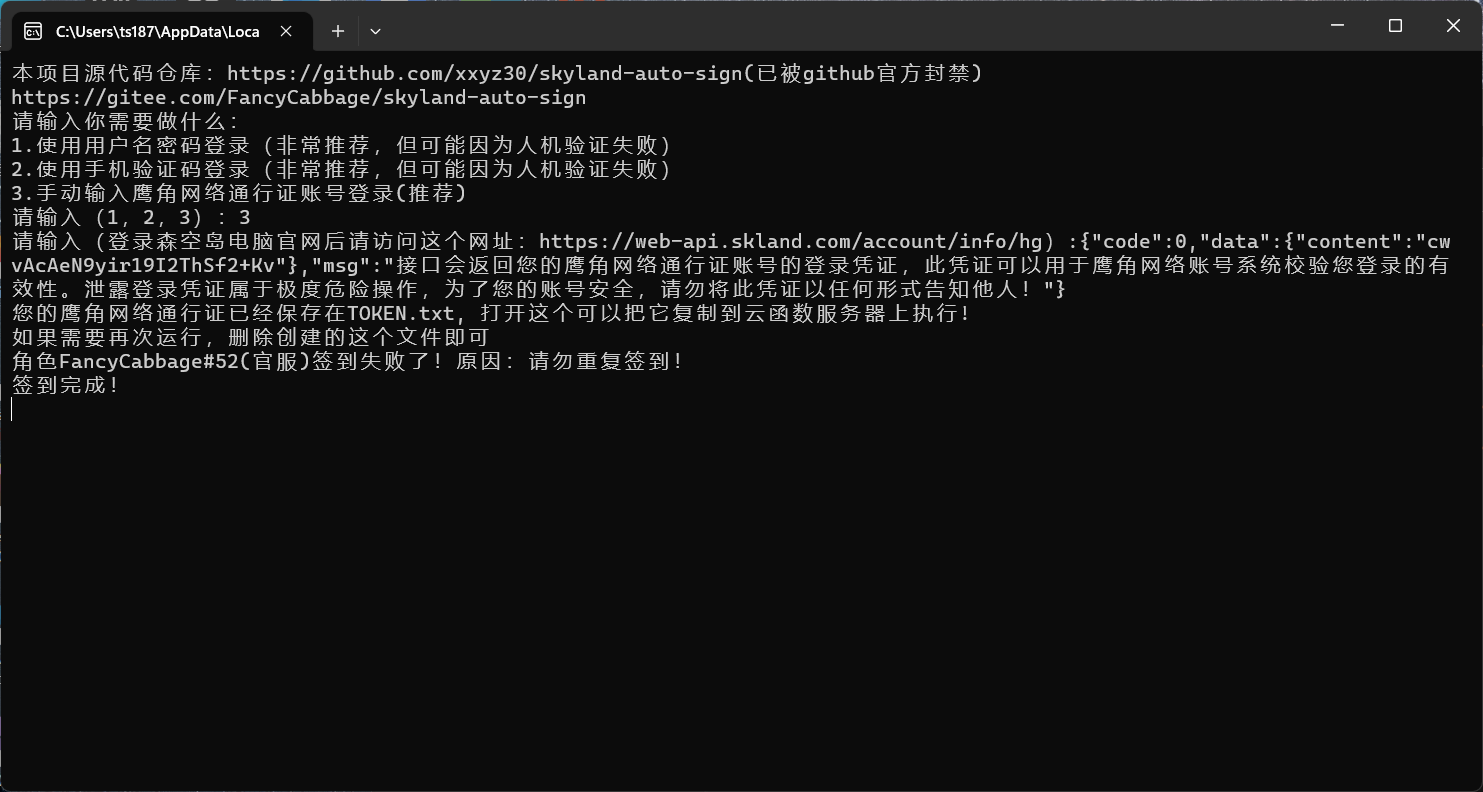 C:\Users\ts187\AppData\Loca
本项目源代码仓库：https://github.com/xxyz30/skyland-auto-sign(已被github官方封禁)
https://gitee.com/FancyCabbage/skyland-auto-sign
请输入你需要做什么：
1.使用用户名密码登录（非常推荐，但可能因为人机验证失败）
2.使用手机验证码登录（非常推荐，但可能因为人机验证失败）
3.手动输入鹰角网络通行证账号登录(推荐)
请输入（1，2，3）：3
请输入（登录森空岛电脑官网后请访问这个网址：https://web-api.skland.com/account/info/hg）:{"code":0,"data":{"content":"cw
vAcAeN9yir19I2ThSf2+Kv"},"msg":"接口会返回您的鹰角网络通行证账号的登录凭证，此凭证可以用于鹰角网络账号系统校验您登录的有
效性。泄露登录凭证属于极度危险操作，为了您的账号安全，请勿将此凭证以任何形式告知他人！"}
您的鹰角网络通行证已经保存在TOKEN.txt，打开这个可以把它复制到云函数服务器上执行！
如果需要再次运行，删除创建的这个文件即可
角色FancyCabbage#52(官服)签到失败了！原因：请勿重复签到！
签到完成！